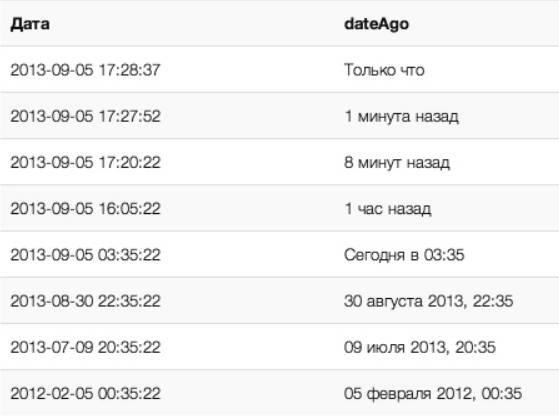 Дата dateAgo
2013-09-05 17:28:37 Только что
2013-09-05 17:27:52 1 минута назад
2013-09-05 17:20:22 8 минут назад
2013-09-05 16:05:22 1 час назад
2013-09-05 03:35:22 Сегодня в 03:35
2013-08-30 22:35:22 30 августа 2013, 22:35
2013-07-09 20:35:22 09 июля 2013, 20:35
2012-02-05 00:35:22 05 февраля 2012, 00:35